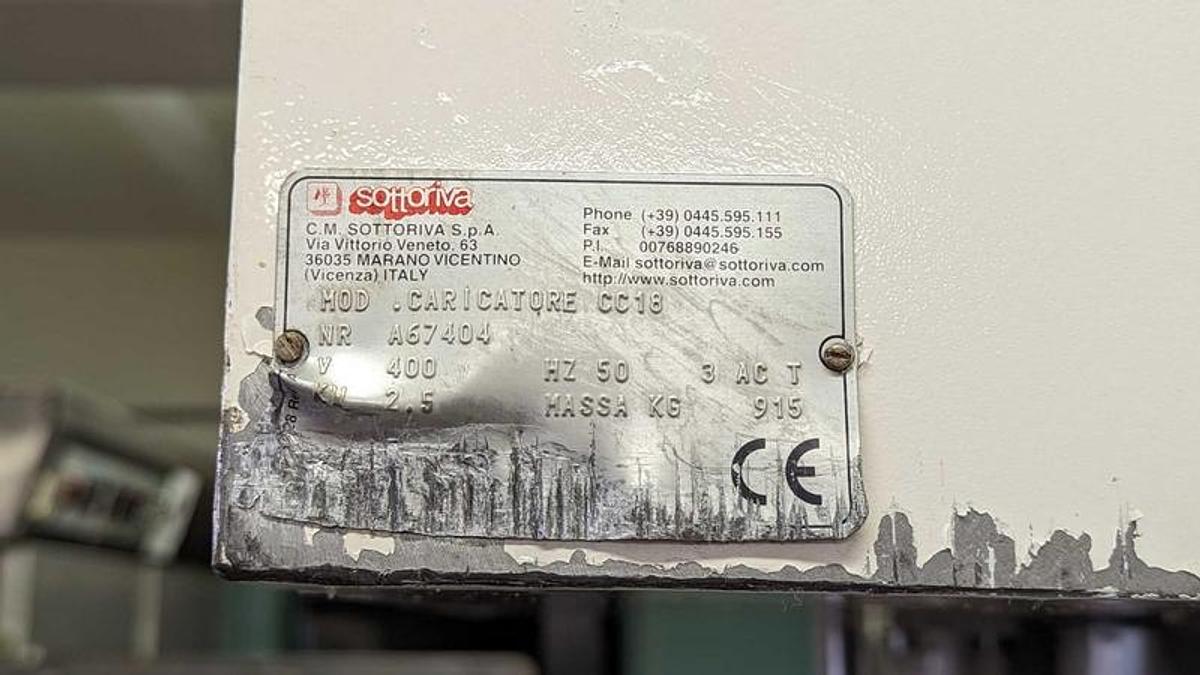 sottoriva
C.M. SOTTORIVA S.p.A.
Via Vittorio Veneto, 63
36035 MARANO VICENTINO
(Vicenza) ITALY
Phone (+39) 0445.595.111
Fax (+39) 0445.595.155
P.I. 00768890246
E-Mail sottoriva@sottoriva.com
http://www.sottoriva.com
MOD .CARICATORE CC18
NR A67404
V 400 HZ 50 3 AC T
KW 2,5 MASSA KG 915
CE